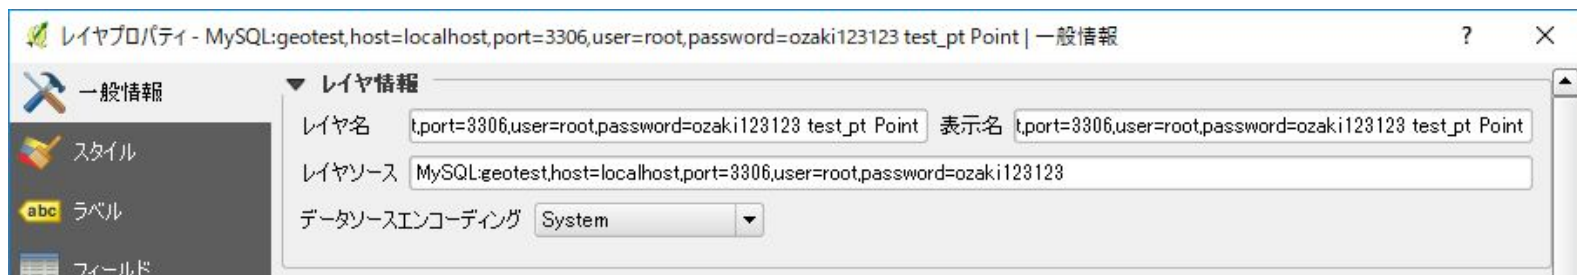 レイヤプロパティ - MySQL:geotest,host=localhost,port=3306,user=root,password=ozaki123123 test_pt Point | 一般情報 ?
一般情報
▼ レイヤ情報
レイヤ名 t,port=3306,user=root,password=ozaki123123 test_pt Point 表示名 t,port=3306,user=root,password=ozaki123123 test_pt Point
スタイル
レイヤソース MySQL:geotest,host=localhost,port=3306,user=root,password=ozaki123123
abc ラベル
データソースエンコーディング System
フィールド